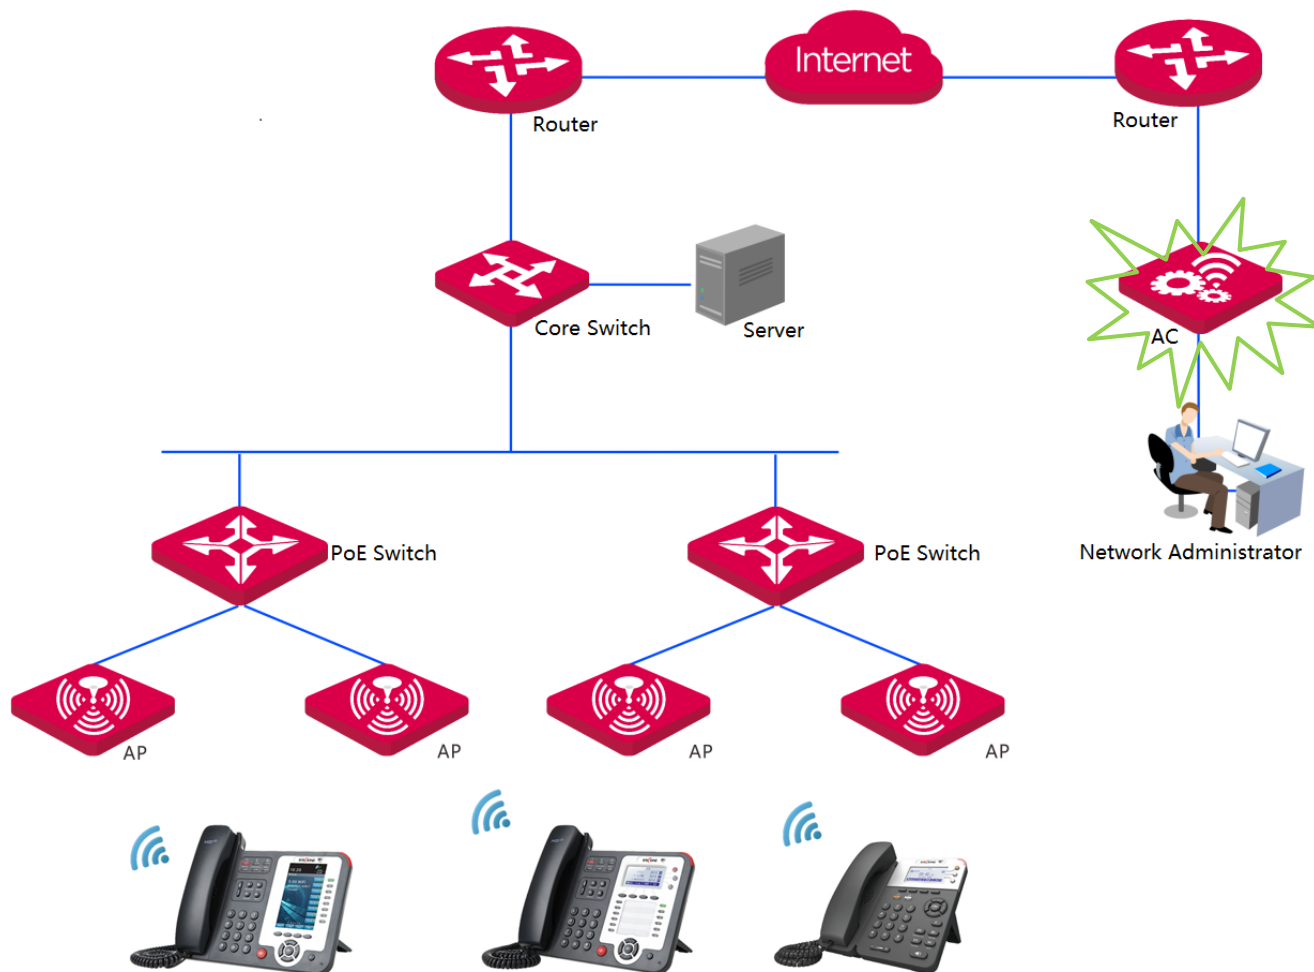 Internet
Router
Router
Core Switch
Server
AC
PoE Switch
PoE Switch
Network Administrator
AP
AP
AP
AP